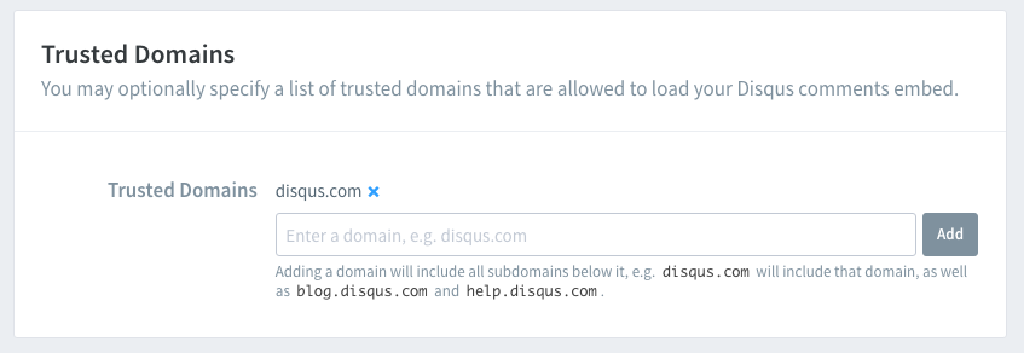 Trusted Domains
You may optionally specify a list of trusted domains that are allowed to load your Disqus comments embed.
Trusted Domains disqus.com ×
Enter a domain, e.g. disqus.com Add
Adding a domain will include all subdomains below it, e.g. disqus.com will include that domain, as well
as blog.disqus.com and help.disqus.com.